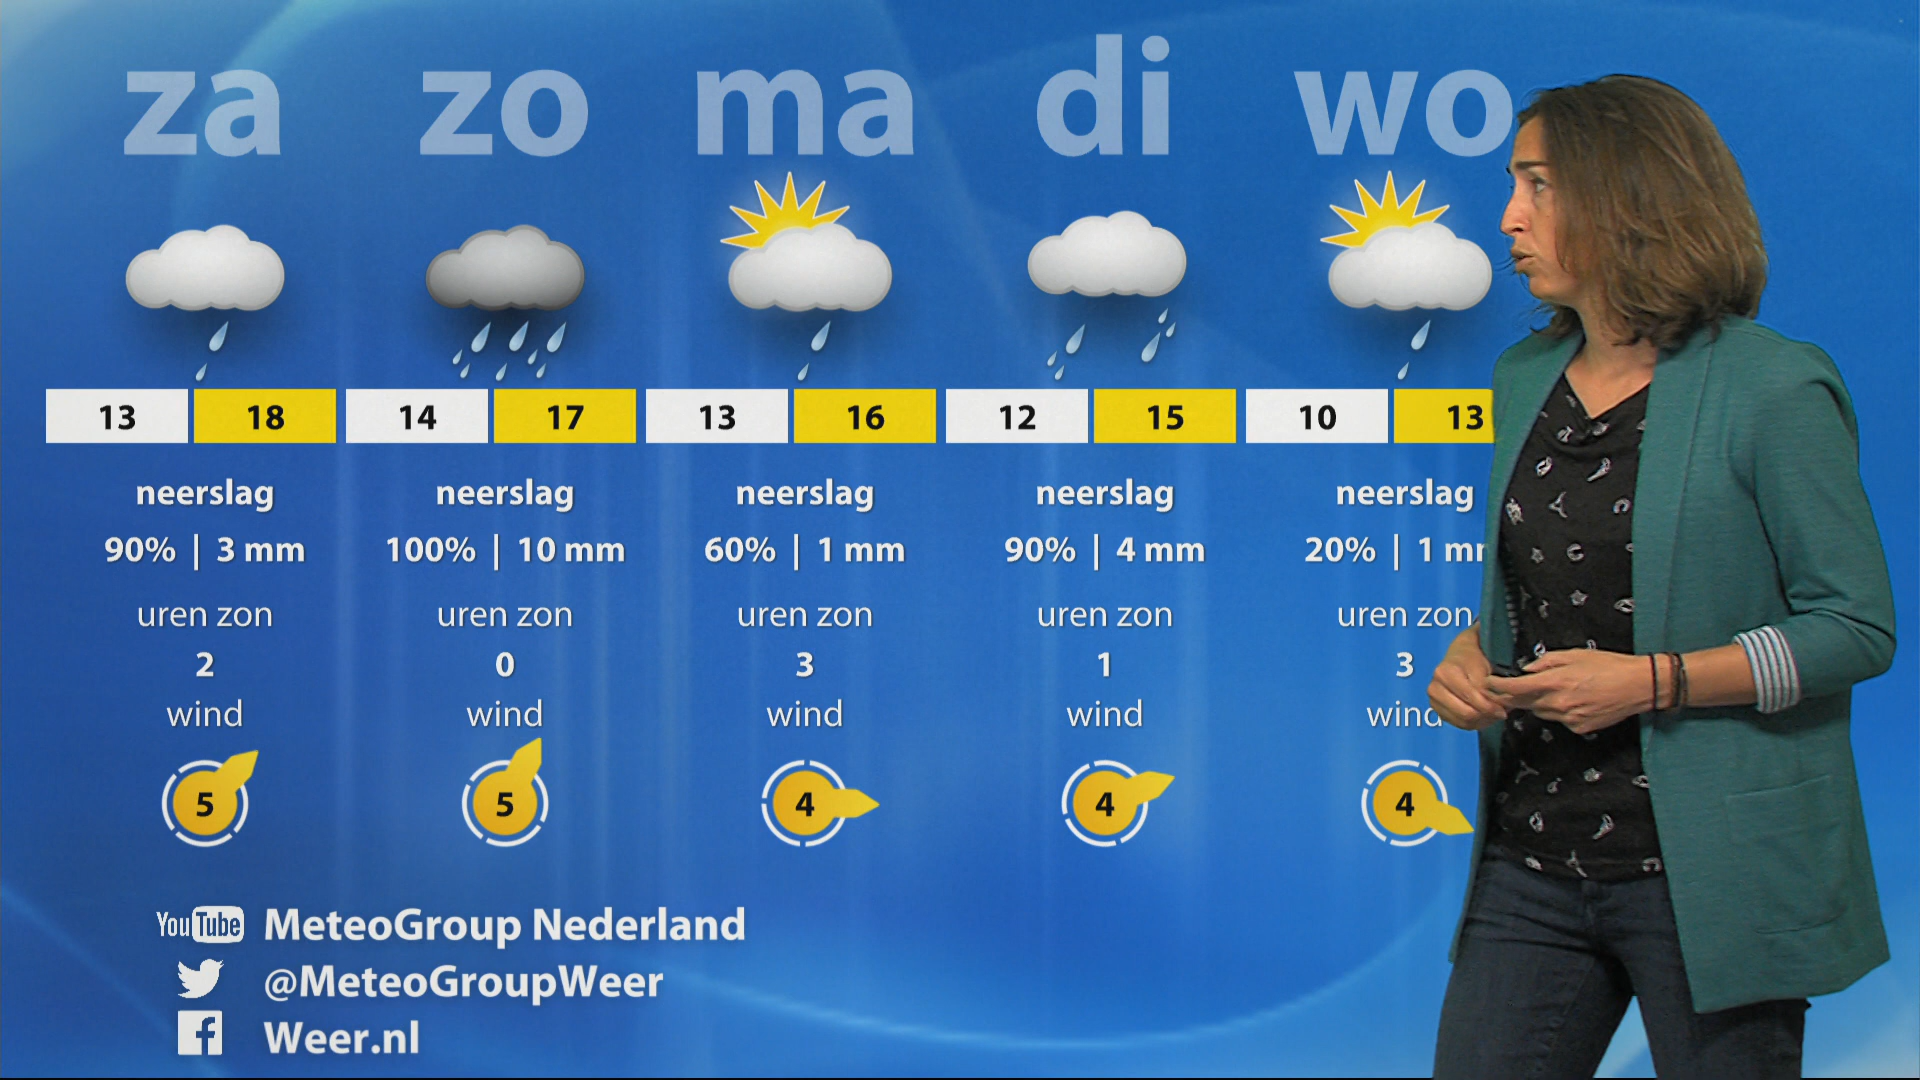 za zo ma di wo
13 18 14 17 13 16 12 15 10 13
neerslag neerslag neerslag neerslag neerslag
90% | 3 mm 100% | 10 mm 60% | 1 mm 90% | 4 mm 20% | 1 m
uren zon uren zon uren zon uren zon uren zon
2 0 3 1 3
wind wind wind wind wind
5 5 4 4 4
YouTube MeteoGroup Nederland
@MeteoGroupWeer
Weer.nl